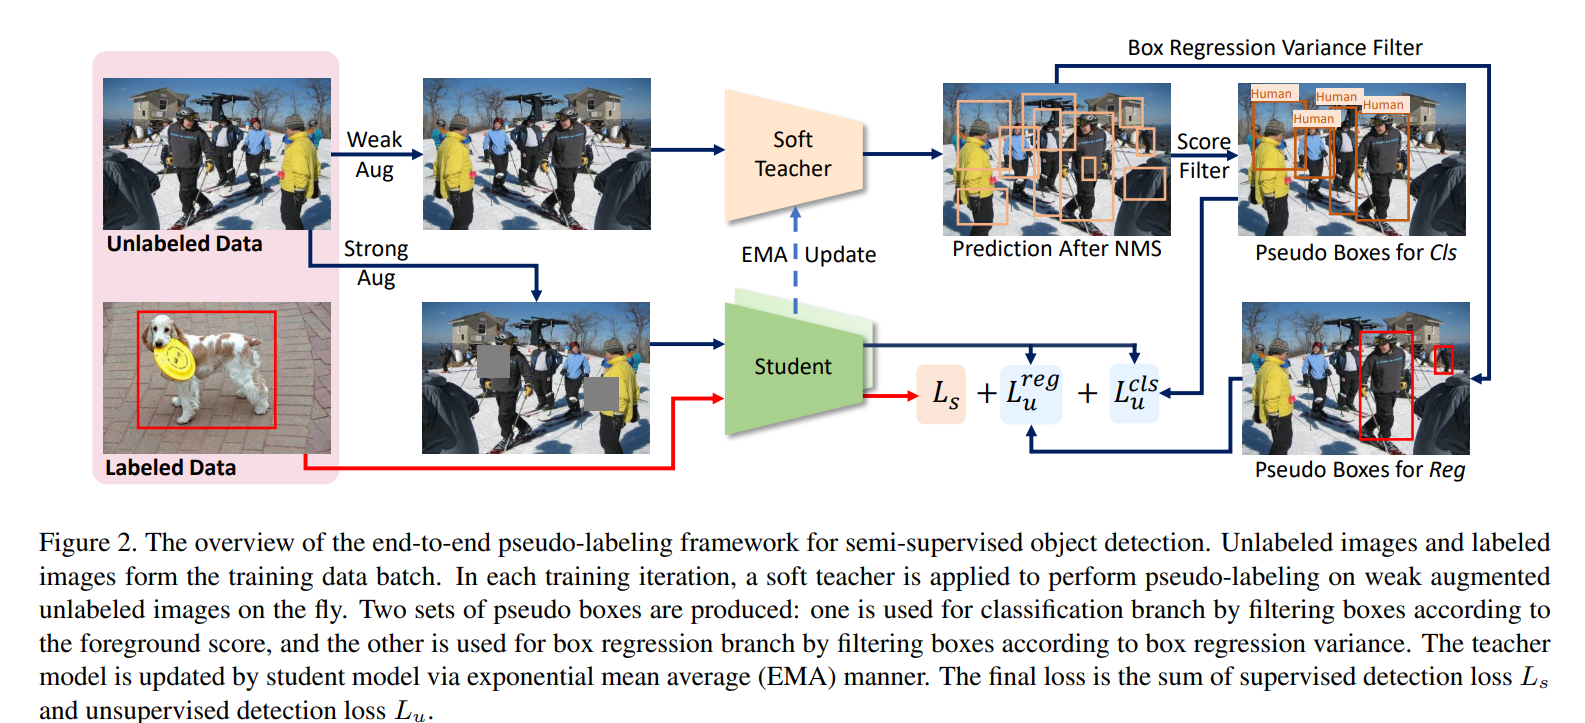 Box Regression Variance Filter
Weak
Aug
Soft
Teacher
Score
Filter
Human
Human
Human
Human
Unlabeled Data
Strong
Aug
EMA Update
Prediction After NMS
Pseudo Boxes for Cls
Student
L_s + L_u^{reg} + L_u^{cls}
Labeled Data
Pseudo Boxes for Reg
Figure 2. The overview of the end-to-end pseudo-labeling framework for semi-supervised object detection. Unlabeled images and labeled
images form the training data batch. In each training iteration, a soft teacher is applied to perform pseudo-labeling on weak augmented
unlabeled images on the fly. Two sets of pseudo boxes are produced: one is used for classification branch by filtering boxes according to
the foreground score, and the other is used for box regression branch by filtering boxes according to box regression variance. The teacher
model is updated by student model via exponential mean average (EMA) manner. The final loss is the sum of supervised detection loss L_s
and unsupervised detection loss L_u.